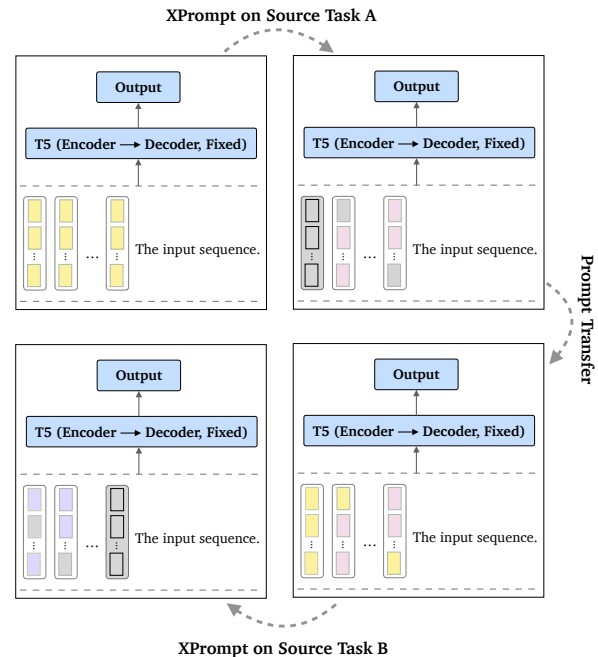 XPrompt on Source Task A
Output
T5 (Encoder → Decoder, Fixed)
... The input sequence.
Output
T5 (Encoder → Decoder, Fixed)
... The input sequence.
Prompt Transfer
Output
T5 (Encoder → Decoder, Fixed)
... The input sequence.
Output
T5 (Encoder → Decoder, Fixed)
... The input sequence.
XPrompt on Source Task B